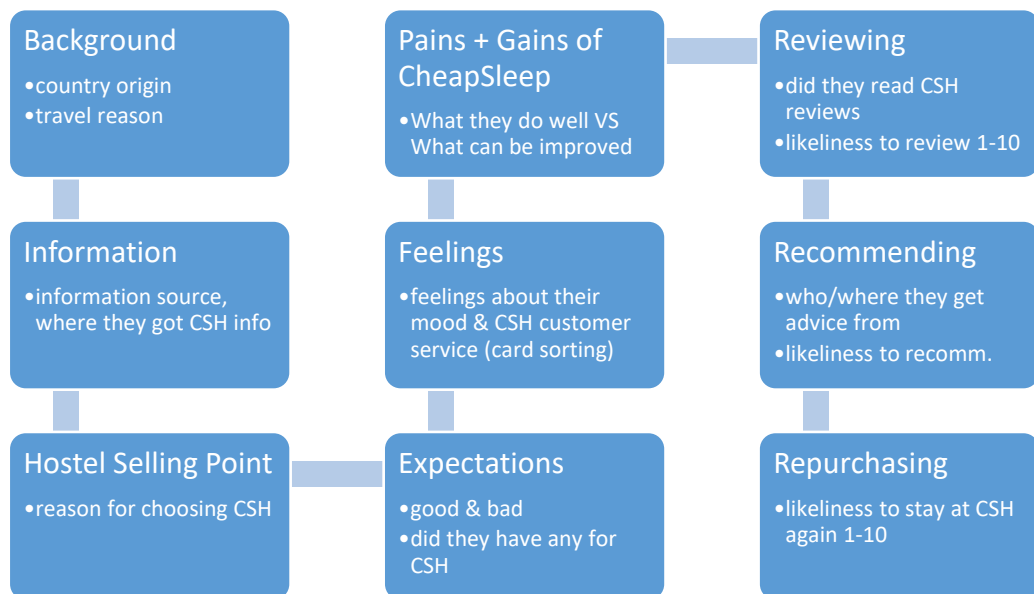 Background
•country origin
•travel reason
Information
•information source,
where they got CSH info
Hostel Selling Point
•reason for choosing CSH
Expectations
•good & bad
•did they have any for
CSH
Feelings
•feelings about their
mood & CSH customer
service (card sorting)
Pains + Gains of
CheapSleep
•What they do well VS
What can be improved
Reviewing
•did they read CSH
reviews
•likeliness to review 1-10
Recommending
•who/where they get
advice from
•likeliness to recomm.
Repurchasing
•likeliness to stay at CSH
again 1-10